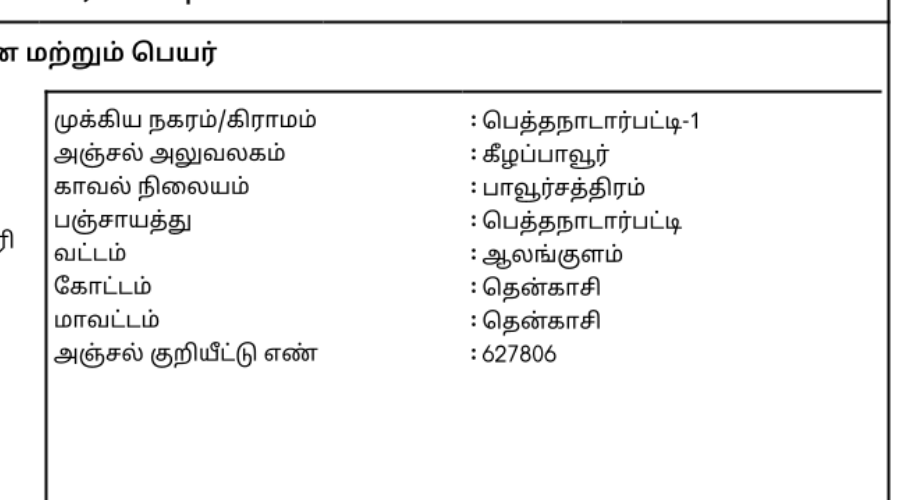 மற்றும் பெயர்
முக்கிய நகரம்/கிராமம் : பெத்தநாடார்பட்டி-1
அஞ்சல் அலுவலகம் : கீழப்பாவூர்
காவல் நிலையம் : பாவூர்சத்திரம்
பஞ்சாயத்து : பெத்தநாடார்பட்டி
வட்டம் : ஆலங்குளம்
கோட்டம் : தென்காசி
மாவட்டம் : தென்காசி
அஞ்சல் குறியீட்டு எண் : 627806